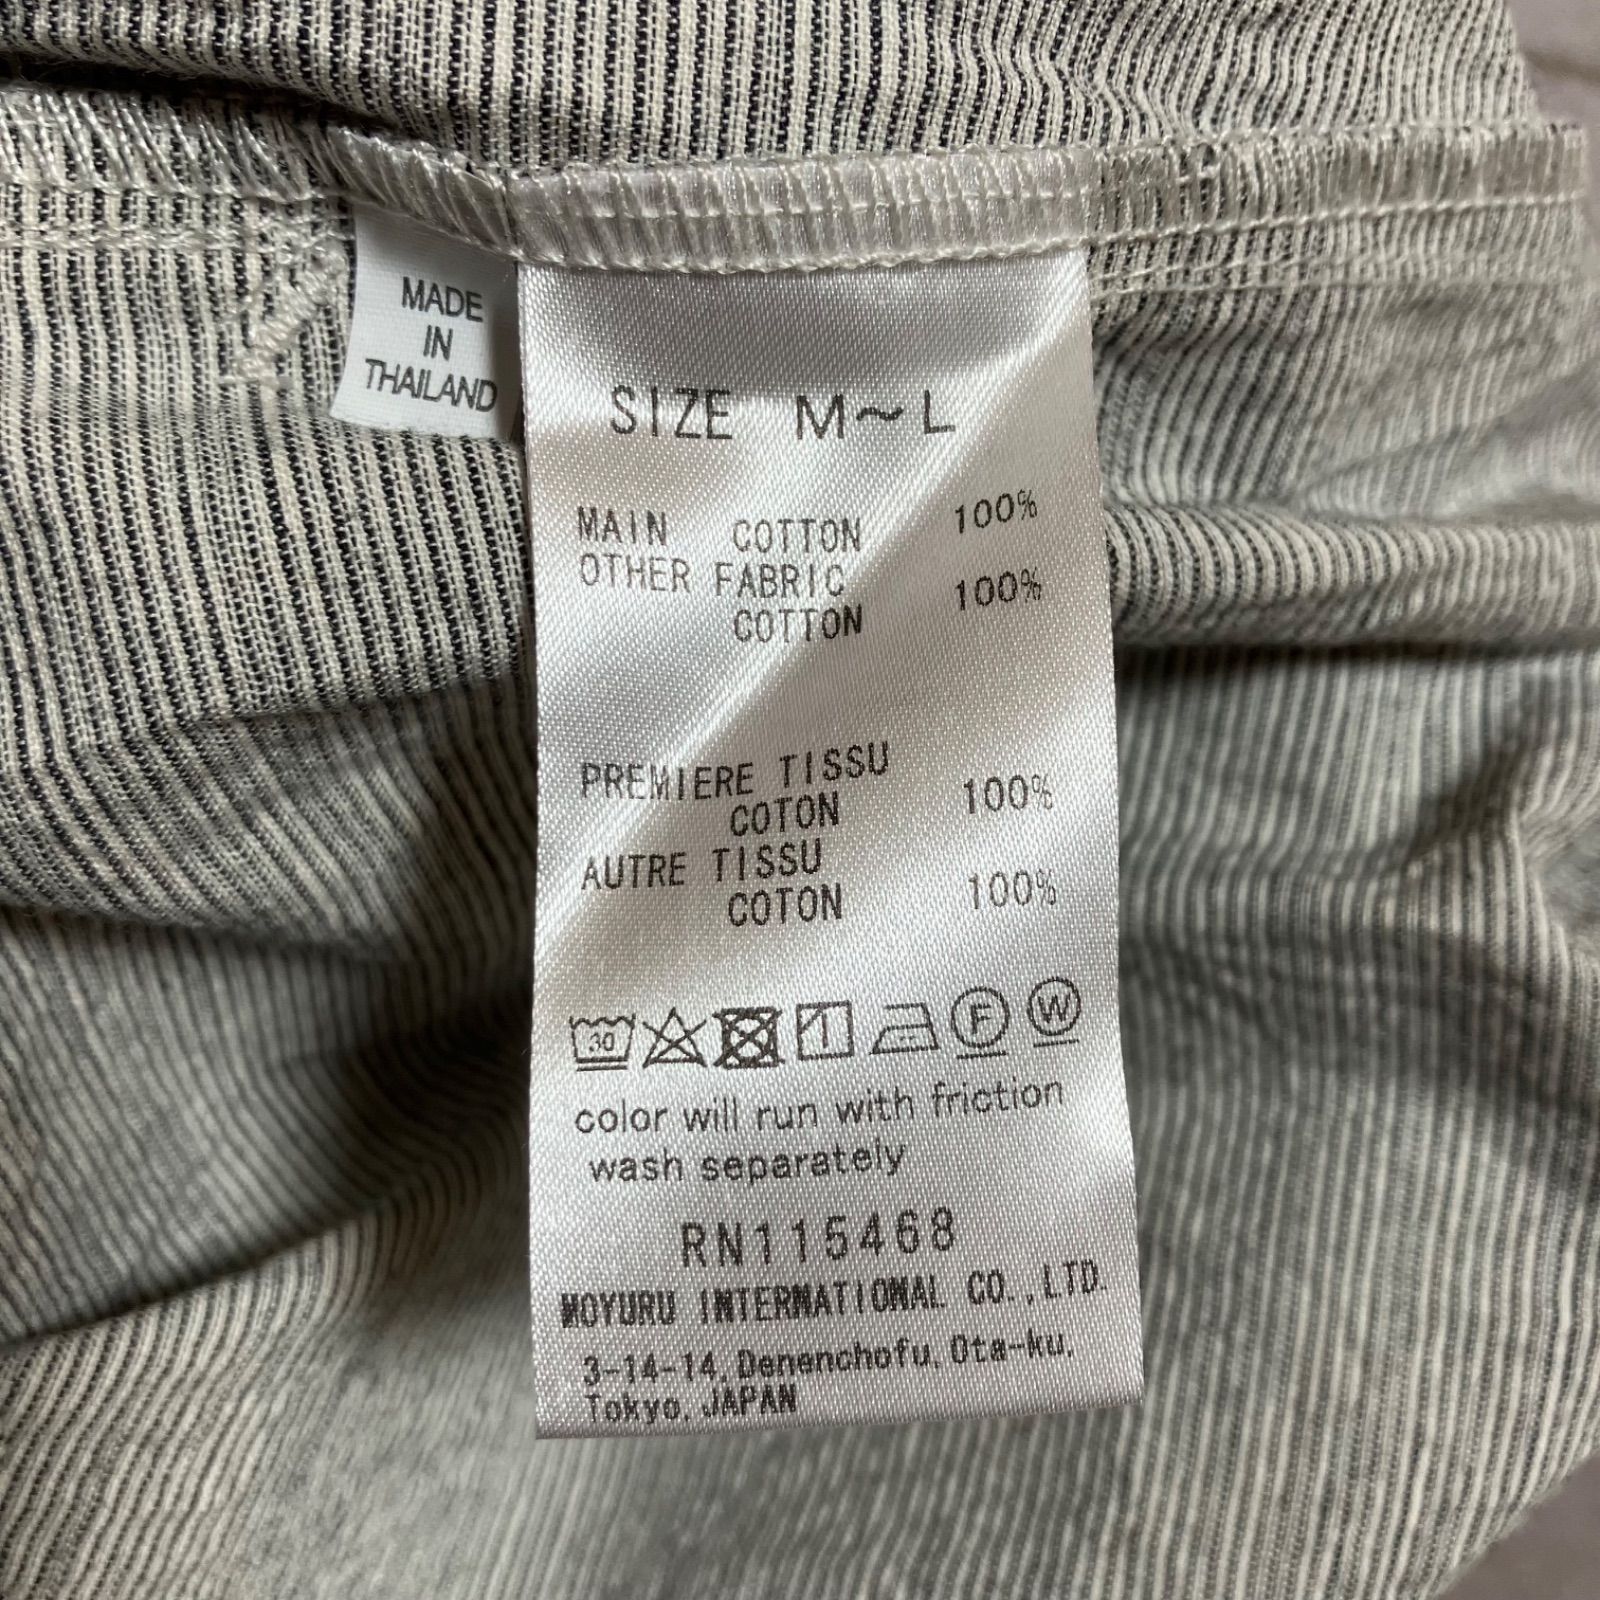 MADE
IN
THAILAND
SIZE M~L
MAIN COTTON 100%
OTHER FABRIC
COTTON 100%
PREMIERE TISSU
COTON 100%
AUTRE TISSU
COTON 100%
30 F W
color will run with friction
wash separately
RN115468
MOYURU INTERNATIONAL CO.,LTD.
3-14-14, Denenchofu, Ota-ku,
Tokyo, JAPAN